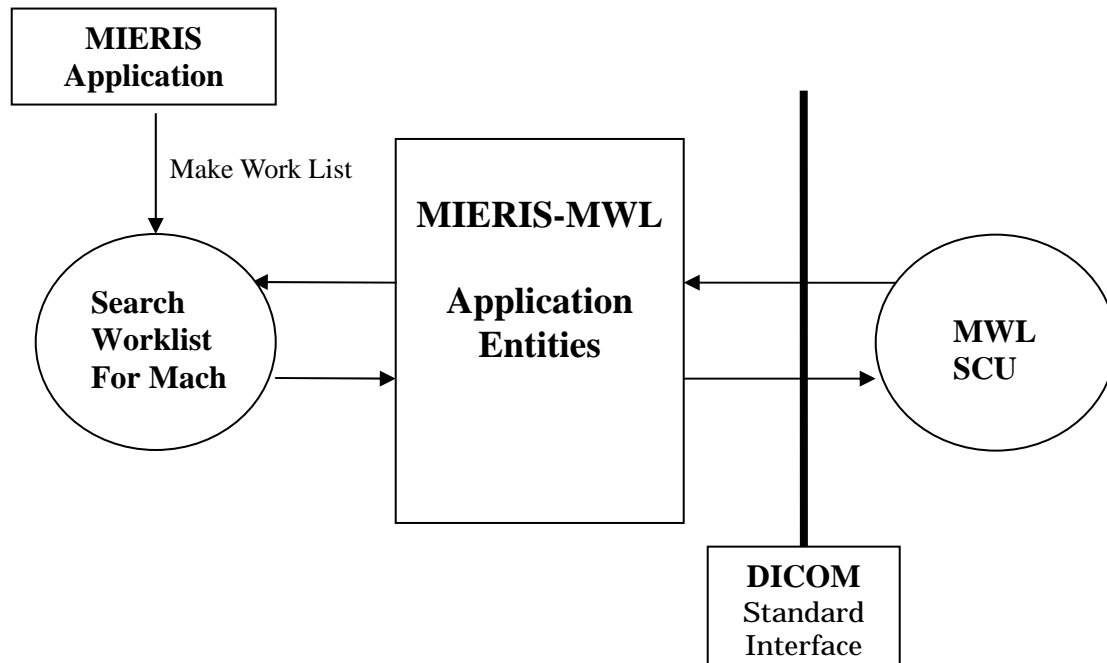 MIERIS
Application
Make Work List
Search
Worklist
For Mach
MIERIS-MWL
Application
Entities
MWL
SCU
DICOM
Standard
Interface